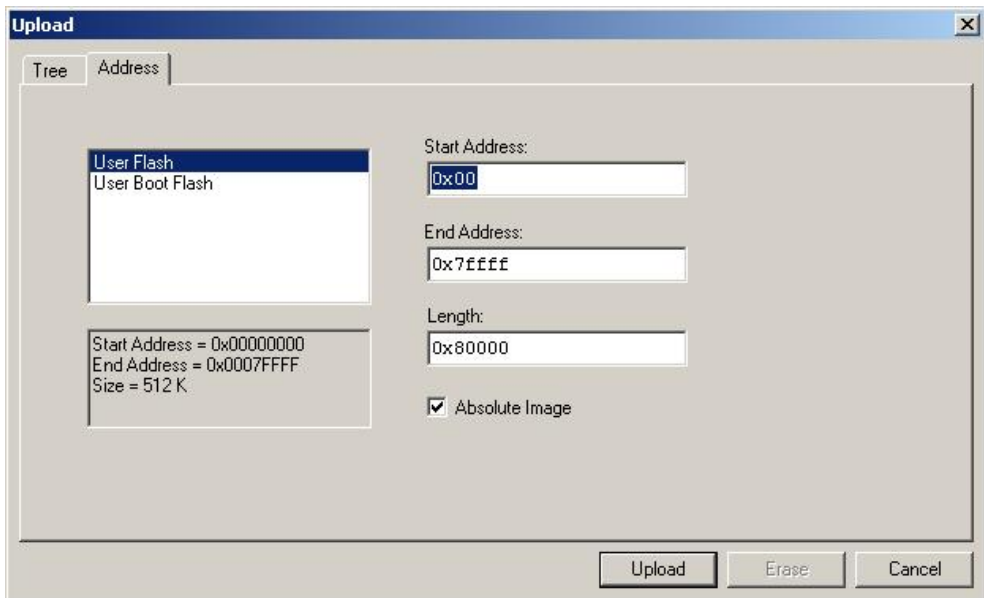 Upload
Tree
Address
User Flash
User Boot Flash
Start Address = 0x00000000
End Address = 0x0007FFFF
Size = 512 K
Start Address:
0x00
End Address:
0x7ffff
Length:
0x80000
Absolute Image
Upload
Erase
Cancel